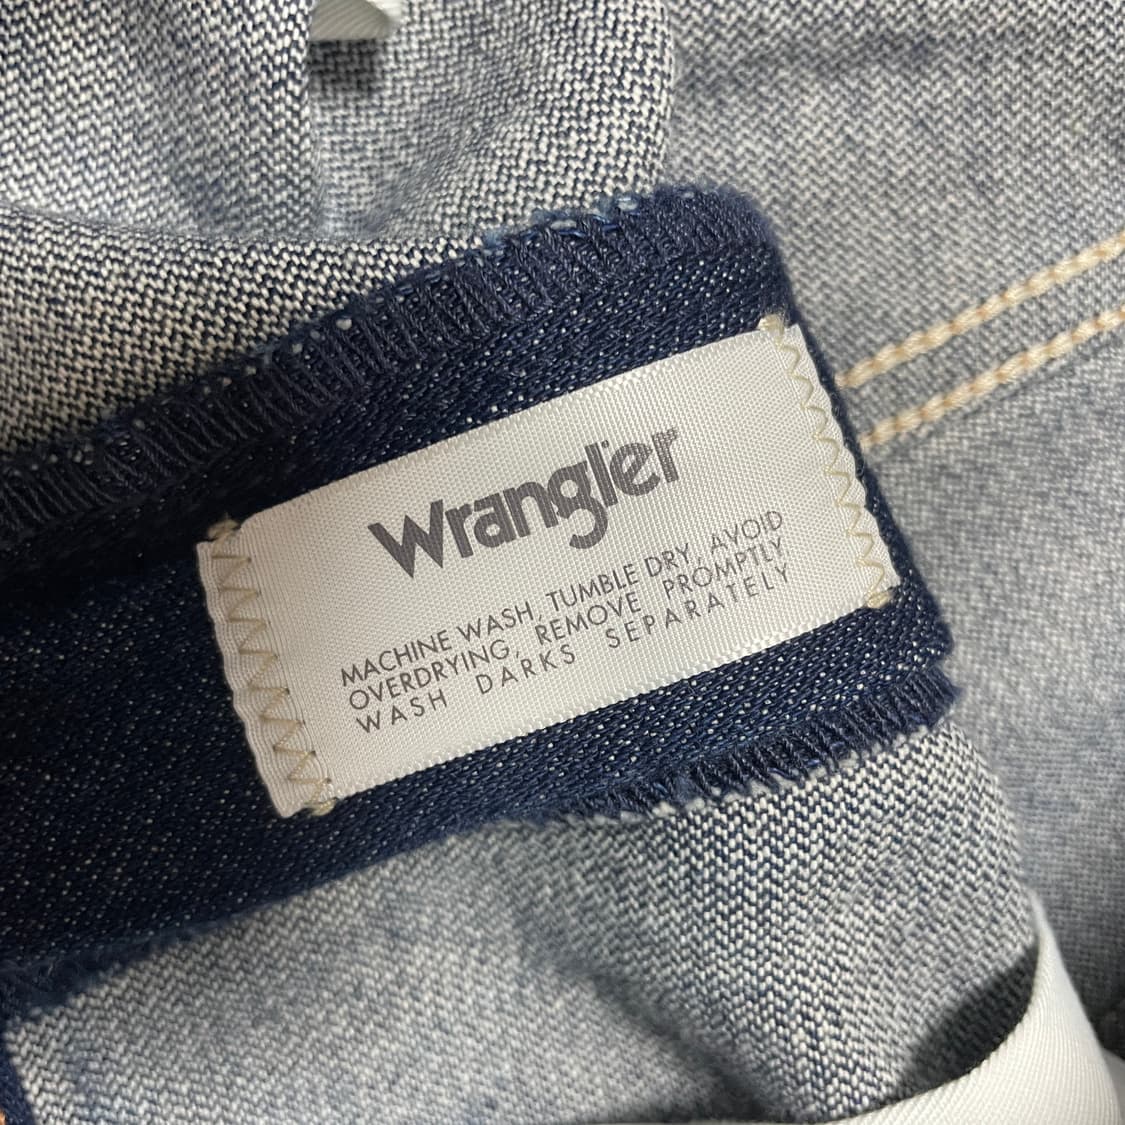 Wrangler
MACHINE WASH, TUMBLE DRY, AVOID
OVERDRYING, REMOVE PROMPTLY
WASH DARKS SEPARATELY